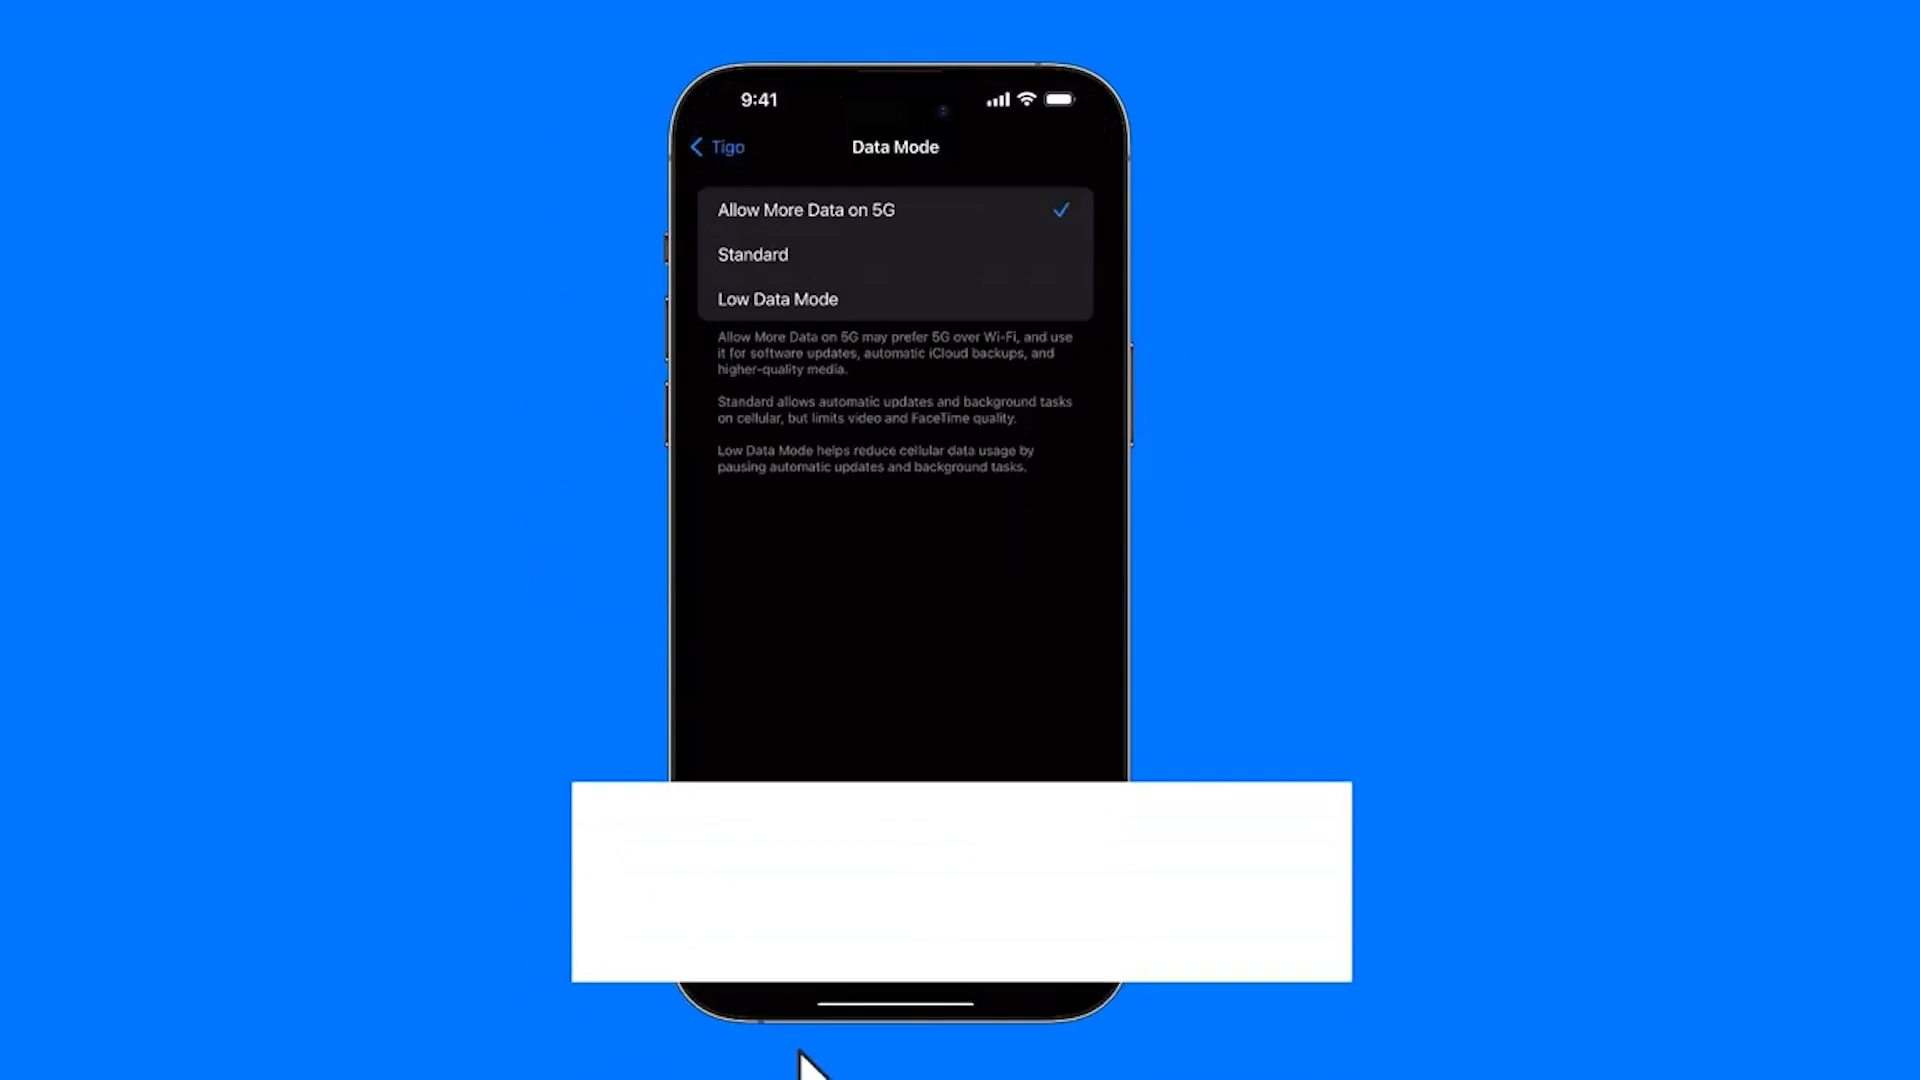 9:41
Tigo
Data Mode
Allow More Data on 5G
Standard
Low Data Mode
Allow More Data on 5G may prefer 5G over Wi-Fi, and use
it for software updates, automatic iCloud backups, and
higher-quality media.
Standard allows automatic updates and background tasks
on cellular, but limits video and FaceTime quality.
Low Data Mode helps reduce cellular data usage by
pausing automatic updates and background tasks.